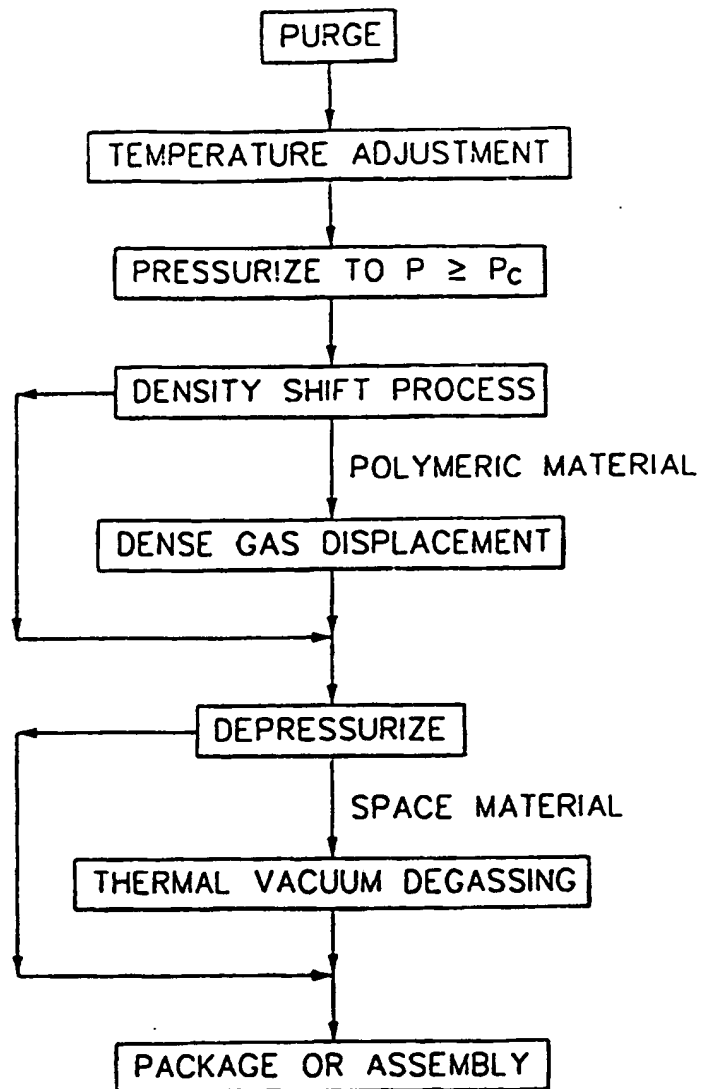 PURGE
TEMPERATURE ADJUSTMENT
PRESSURIZE TO P ≥ Pc
DENSITY SHIFT PROCESS
POLYMERIC MATERIAL
DENSE GAS DISPLACEMENT
DEPRESSURIZE
SPACE MATERIAL
THERMAL VACUUM DEGASSING
PACKAGE OR ASSEMBLY